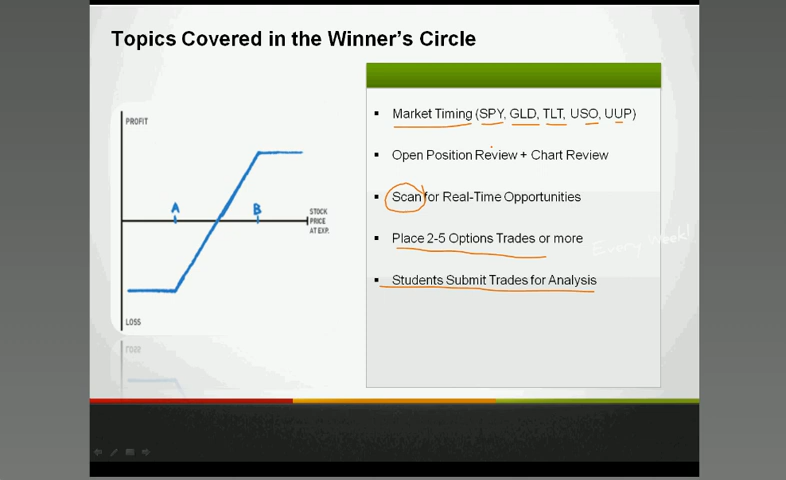 Topics Covered in the Winner's Circle
PROFIT
A
B
STOCK
PRICE
AT EXP.
LOSS
Market Timing (SPY, GLD, TLT, USO, UUP)
Open Position Review + Chart Review
Scan for Real-Time Opportunities
Place 2-5 Options Trades or more
Every Week!
Students Submit Trades for Analysis